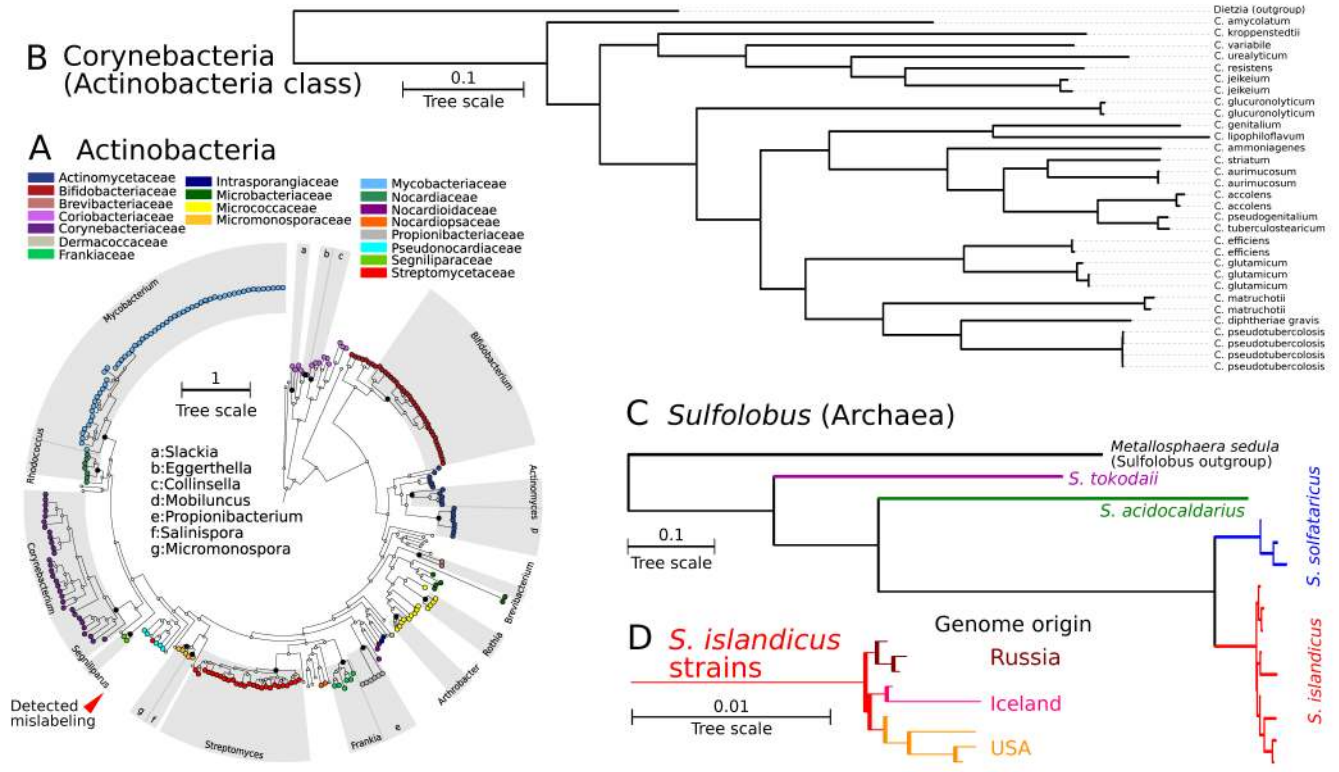 B Corynebacteria
(Actinobacteria class)
0.1
Tree scale
Dietzia (outgroup)
C. amycolatum
C. kroppenstedtii
C. variabile
C. urealyticum
C. resistens
C. jeikeium
C. jeikeium
C. glucuronolyticum
C. glucuronolyticum
C. genitalium
C. lipophiloflavum
C. ammoniagenes
C. striatum
C. aurimucosum
C. aurimucosum
C. accolens
C. accolens
C. pseudogenitalium
C. tuberculostearicum
C. efficiens
C. efficiens
C. glutamicum
C. glutamicum
C. glutamicum
C. matruchotii
C. matruchotii
C. diphtheriae gravis
C. pseudotubercolosis
C. pseudotubercolosis
C. pseudotubercolosis
C. pseudotubercolosis
A Actinobacteria
Actinomycetaceae
Bifidobacteriaceae
Brevibacteriaceae
Coriobacteriaceae
Corynebacteriaceae
Dermacoccaceae
Frankiaceae
Intrasporangiaceae
Microbacteriaceae
Micrococcaceae
Micromonosporaceae
Mycobacteriaceae
Nocardiaceae
Nocardioidaceae
Nocardiopsaceae
Propionibacteriaceae
Pseudonocardiaceae
Segniliparaceae
Streptomycetaceae
a
b
c
Mycobacterium
Bifidobacterium
1
Tree scale
a:Slackia
b:Eggerthella
c:Collinsella
d:Mobiluncus
e:Propionibacterium
f:Salinispora
g:Micromonospora
Rhodococcus
Actinomyces
d
Corynebacterium
Brevibacterium
Rothia
Segniliparus
Arthrobacter
Detected
mislabeling
g
f
Streptomyces
Frankia
e
C Sulfolobus (Archaea)
Metallosphaera sedula
(Sulfolobus outgroup)
S. tokodaii
S. acidocaldarius
0.1
Tree scale
S. solfataricus
S. islandicus
D S. islandicus
strains
Genome origin
Russia
Iceland
USA
0.01
Tree scale